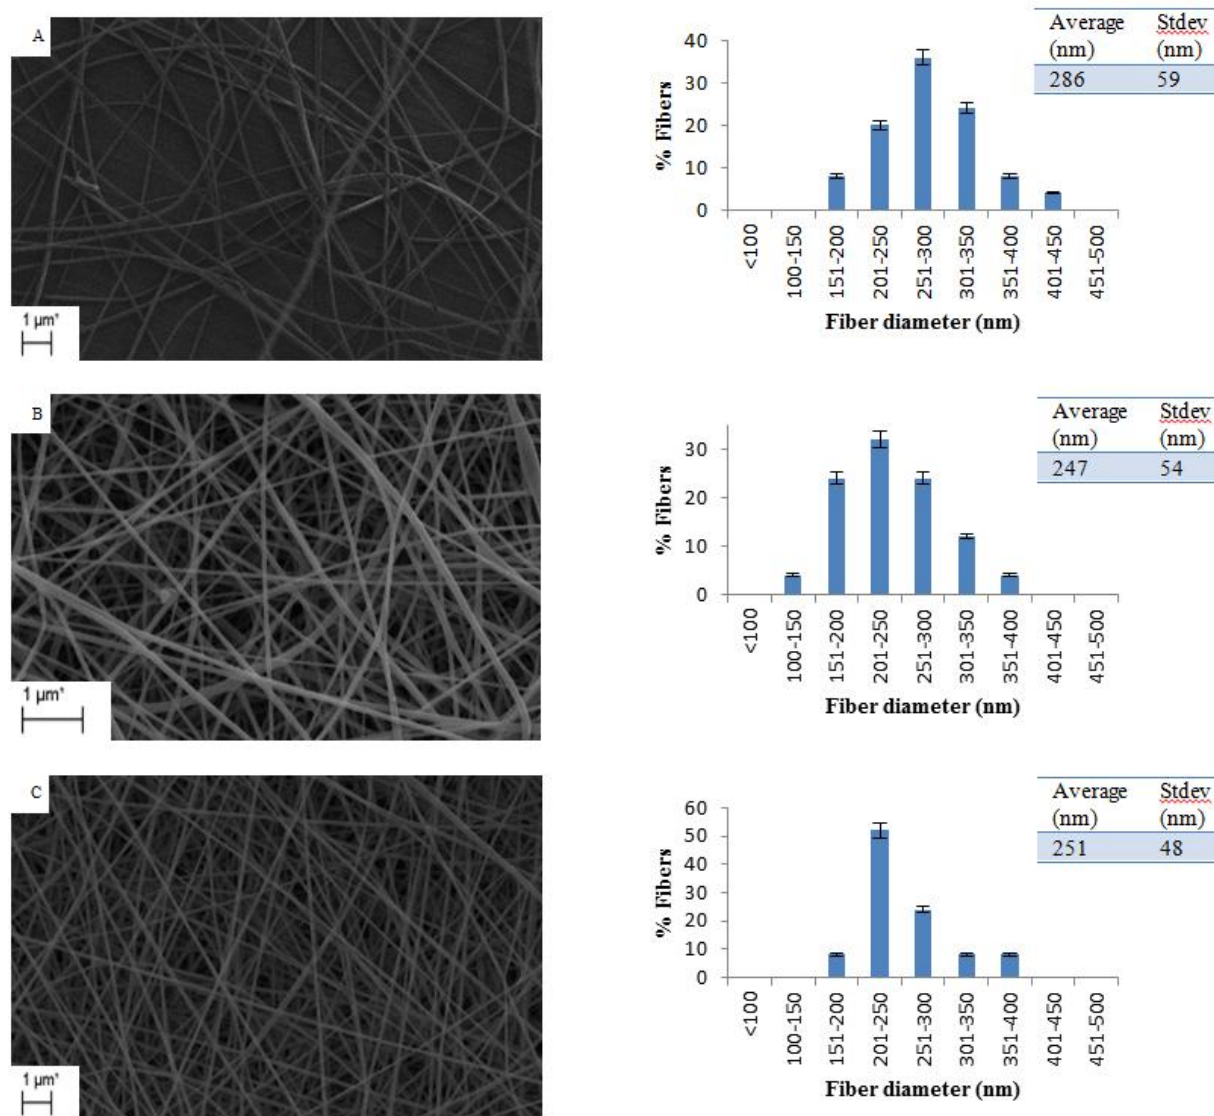 A
1 µm*
Average Stdev
(nm) (nm)
286 59
% Fibers
40
30
20
10
0
<100
100-150
151-200
201-250
251-300
301-350
351-400
401-450
451-500
Fiber diameter (nm)
B
1 µm*
Average Stdev
(nm) (nm)
247 54
% Fibers
30
20
10
0
<100
100-150
151-200
201-250
251-300
301-350
351-400
401-450
451-500
Fiber diameter (nm)
C
1 µm*
Average Stdev
(nm) (nm)
251 48
% Fibers
60
50
40
30
20
10
0
<100
100-150
151-200
201-250
251-300
301-350
351-400
401-450
451-500
Fiber diameter (nm)